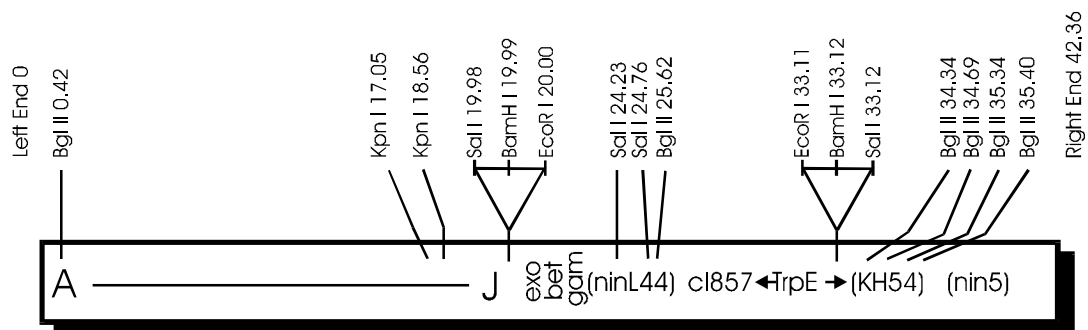 Left End 0
Bgl II 0.42
Kpn I 17.05
Kpn I 18.56
Sal I 19.98
BamH I 19.99
EcoR I 20.00
Sal I 24.23
Sal I 24.76
Bgl II 25.62
EcoR I 33.11
BamH I 33.12
Sal I 33.12
Bgl II 34.34
Bgl II 34.69
Bgl II 35.34
Bgl II 35.40
Right End 42.36
A
J
exo
bet
gam
(ninL44) cI857 TrpE (KH54) (nin5)